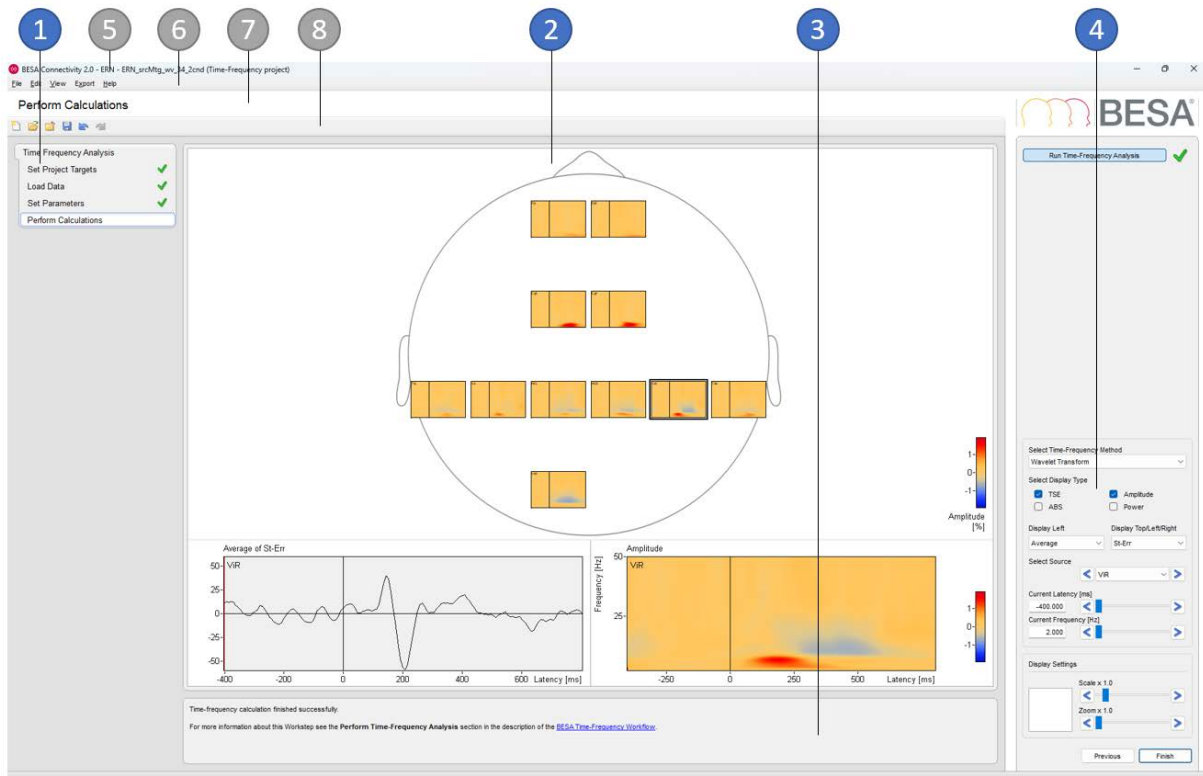 1 5 6 7 8 2 3 4
BESA Connectivity 2.0 - ERN - ERN_srcMtg_wv_34_2cnd (Time-Frequency project)
File Edit View Export Help
Perform Calculations
BESA
Time Frequency Analysis
Set Project Targets
Load Data
Set Parameters
Perform Calculations
Run Time-Frequency Analysis
1
0
-1
Amplitude
[%]
Average of St-Err
ViR
50
25
0
-25
-50
-400 -200 0 200 400 600 Latency [ms]
Amplitude
ViR
Frequency [Hz]
50
25
-250 0 250 500 Latency [ms]
1
0
-1
Select Time-Frequency Method
Wavelet Transform
Select Display Type
TSE Amplitude
ABS Power
Display Left Display Top/Left/Right
Average St-Err
Select Source
< ViR >
Current Latency [ms]
-400.000 < >
Current Frequency [Hz]
2.000 < >
Display Settings
Scale x 1.0
< >
Zoom x 1.0
< >
Previous Finish
Time-frequency calculation finished successfully.
For more information about this Workstep see the Perform Time-Frequency Analysis section in the description of the BESA Time-Frequency Workflow.